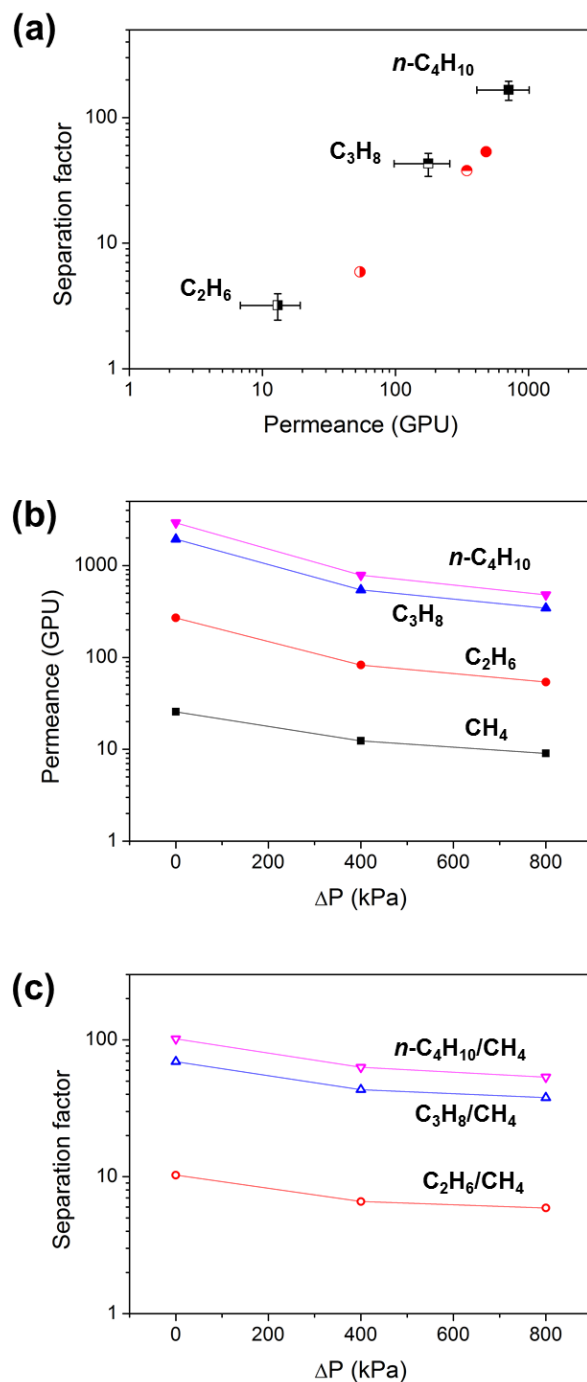 (a)
n-C₄H₁₀
C₃H₈
C₂H₆
100
10
1
Separation factor
1 10 100 1000
Permeance (GPU)
(b)
n-C₄H₁₀
C₃H₈
C₂H₆
CH₄
1000
100
10
1
Permeance (GPU)
0 200 400 600 800
ΔP (kPa)
(c)
n-C₄H₁₀/CH₄
C₃H₈/CH₄
C₂H₆/CH₄
100
10
1
Separation factor
0 200 400 600 800
ΔP (kPa)